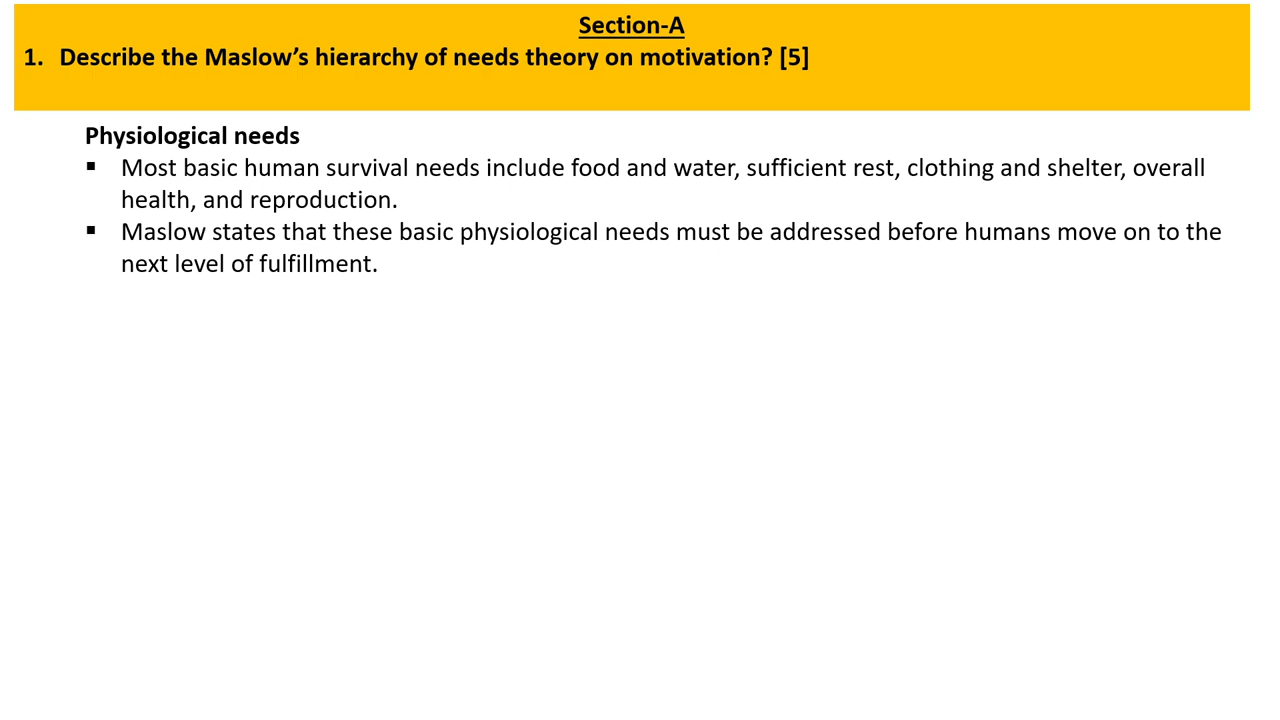 Section-A
1. Describe the Maslow’s hierarchy of needs theory on motivation? [5]
Physiological needs
▪ Most basic human survival needs include food and water, sufficient rest, clothing and shelter, overall
health, and reproduction.
▪ Maslow states that these basic physiological needs must be addressed before humans move on to the
next level of fulfillment.